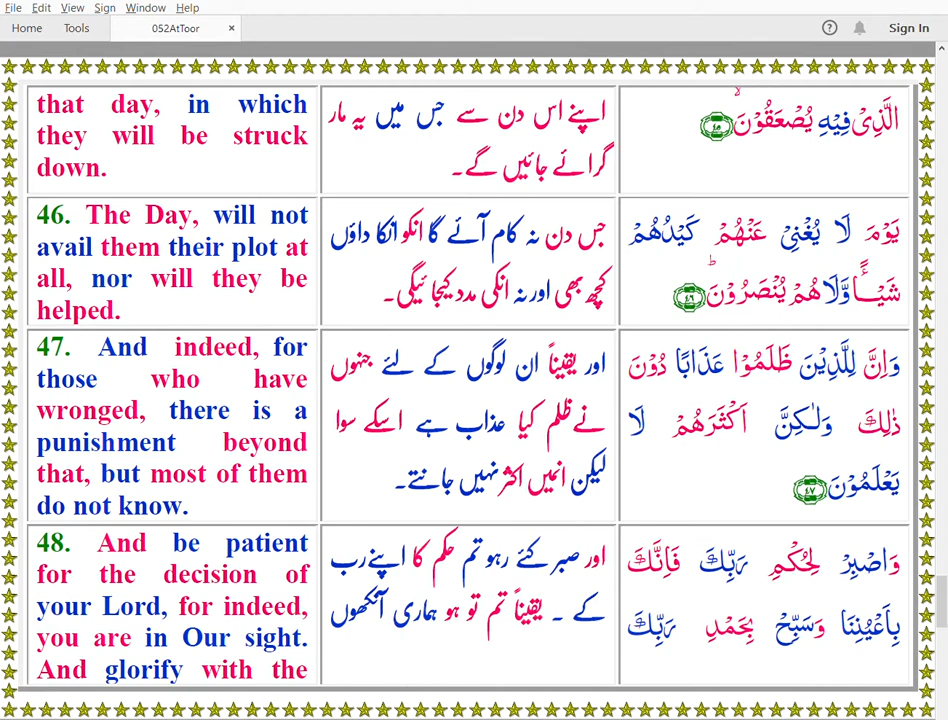 File Edit View Sign Window Help
Home Tools 052AtToor × Sign In
that day, in which
they will be struck
down.
اپنے اس دن سے جس میں یہ مار
گرائے جائیں گے۔
الَّذِیْ فِیْهِ یُصْعَقُوْنَ ۙ﴿۴۵﴾
46. The Day, will not
avail them their plot at
all, nor will they be
helped.
جس دن نہ کام آئے گا انکو انکا داؤں
کچھ بھی اور نہ انکی مدد کیجائیگی۔
یَوْمَ لَا یُغْنِیْ عَنْهُمْ كَیْدُهُمْ
شَیْـًٔا وَّلَا هُمْ یُنْصَرُوْنَ ؕ﴿۴۶﴾
47. And indeed, for
those who have
wronged, there is a
punishment beyond
that, but most of them
do not know.
اور یقیناً ان لوگوں کے لئے جنہوں
نے ظلم کیا عذاب ہے اسکے سوا
لیکن انمیں اکثر نہیں جانتے۔
وَاِنَّ لِلَّذِیْنَ ظَلَمُوْا عَذَابًا دُوْنَ
ذٰلِكَ وَلٰكِنَّ اَكْثَرَهُمْ لَا
یَعْلَمُوْنَ ﴿۴۷﴾
48. And be patient
for the decision of
your Lord, for indeed,
you are in Our sight.
And glorify with the
اور صبر کئے رہو تم حکم کا اپنے رب
کے ۔ یقیناً تم تو ہو ہماری آنکھوں
وَاصْبِرْ لِحُكْمِ رَبِّكَ فَاِنَّكَ
بِاَعْیُنِنَا وَسَبِّحْ بِحَمْدِ رَبِّكَ